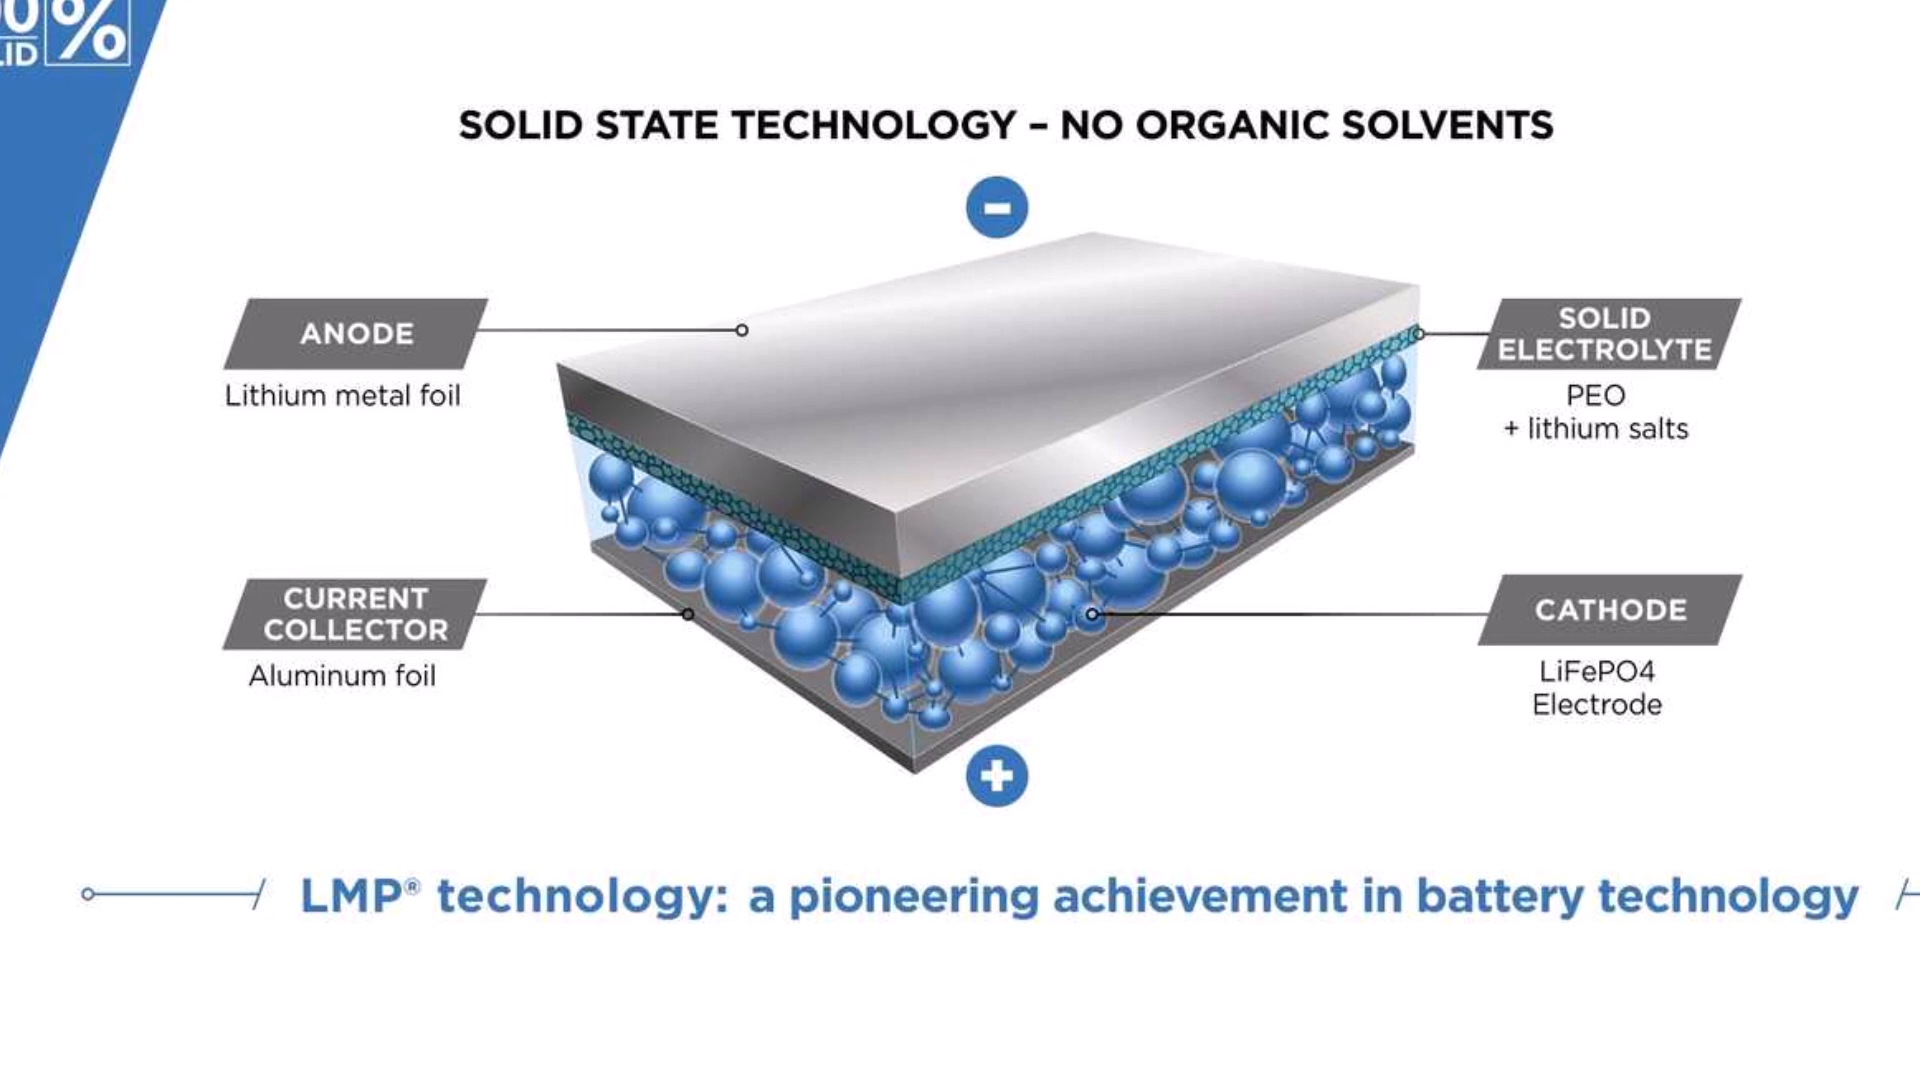 %
SOLID STATE TECHNOLOGY – NO ORGANIC SOLVENTS
-
ANODE
Lithium metal foil
SOLID
ELECTROLYTE
PEO
+ lithium salts
CURRENT
COLLECTOR
Aluminum foil
CATHODE
LiFePO4
Electrode
+
LMP® technology: a pioneering achievement in battery technology